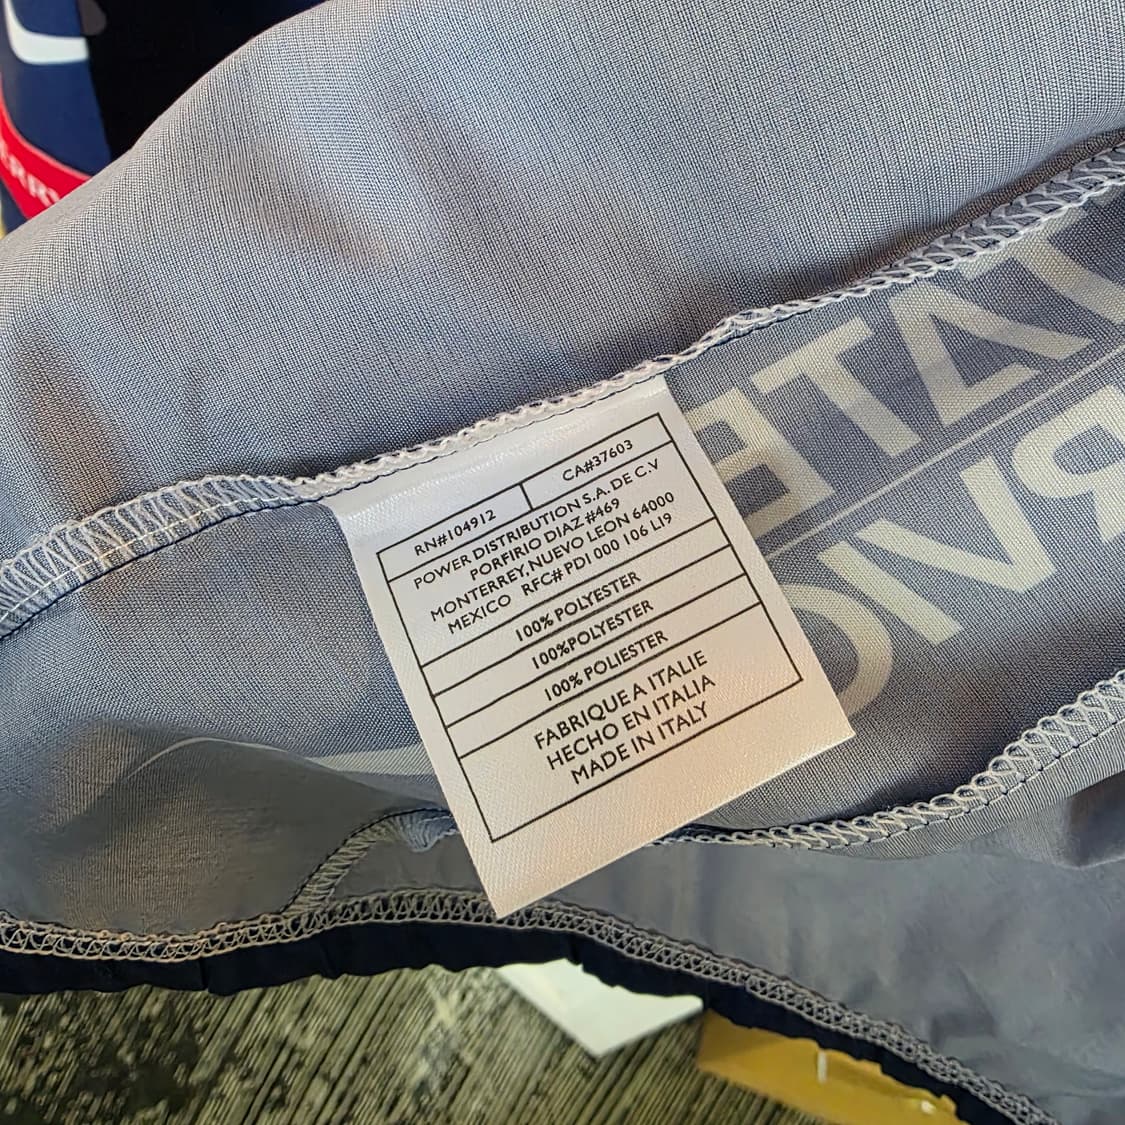 RN#104912 CA#37603
POWER DISTRIBUTION S.A. DE C.V
PORFIRIO DIAZ #469
MONTERREY,NUEVO LEON 64000
MEXICO RFC# PD1 000 106 L19
100% POLYESTER
100%POLYESTER
100% POLIESTER
FABRIQUE A ITALIE
HECHO EN ITALIA
MADE IN ITALY